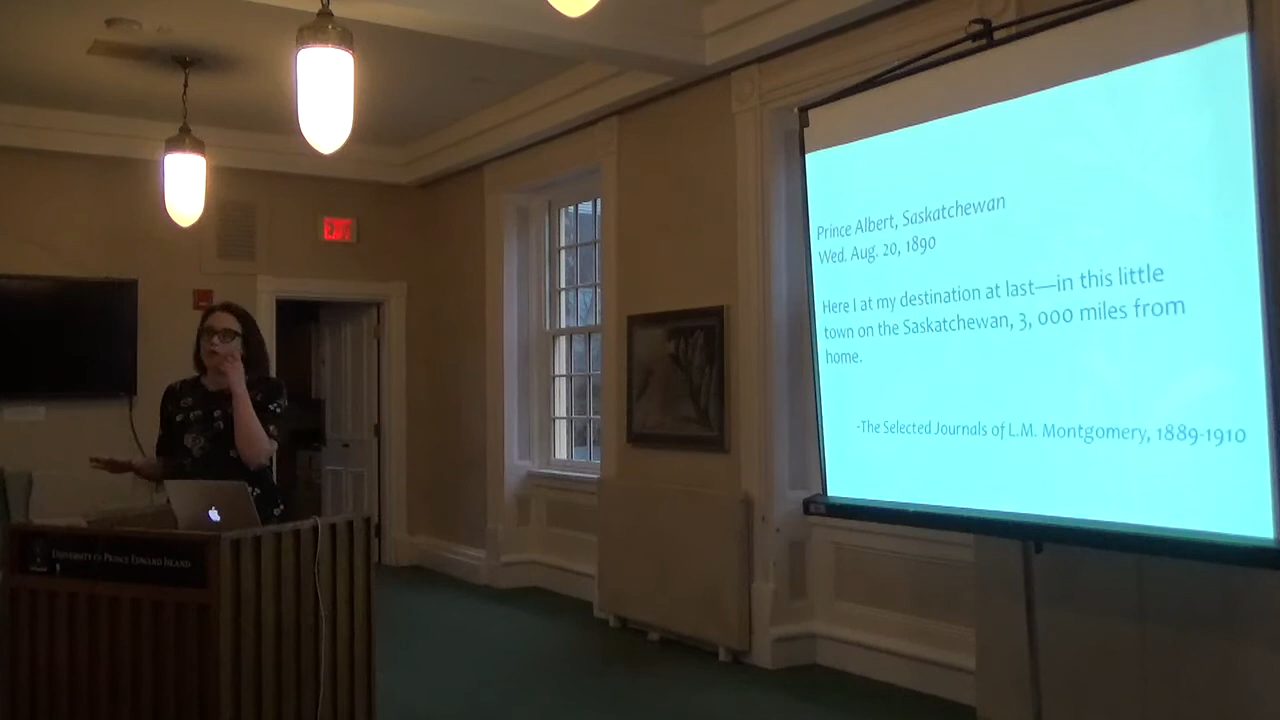 Prince Albert, Saskatchewan
Wed. Aug. 20, 1890
Here I at my destination at last—in this little
town on the Saskatchewan, 3, 000 miles from
home.
-The Selected Journals of L.M. Montgomery, 1889-1910
UNIVERSITY OF PRINCE EDWARD ISLAND